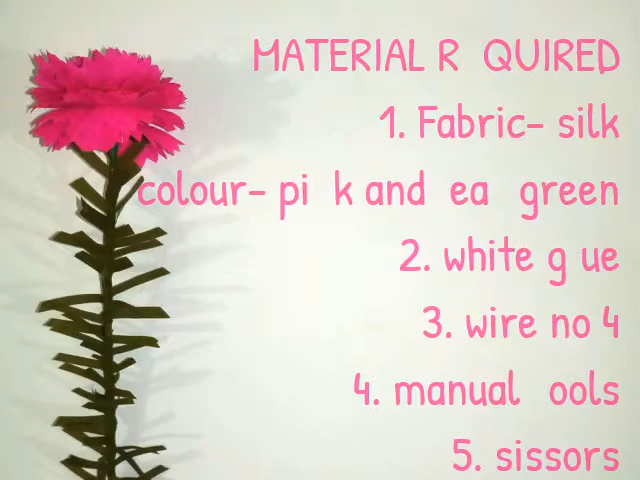 MATERIAL R QUIRED
1. Fabric- silk
colour- pi k and ea green
2. white g ue
3. wire no 4
4. manual ools
5. sissors